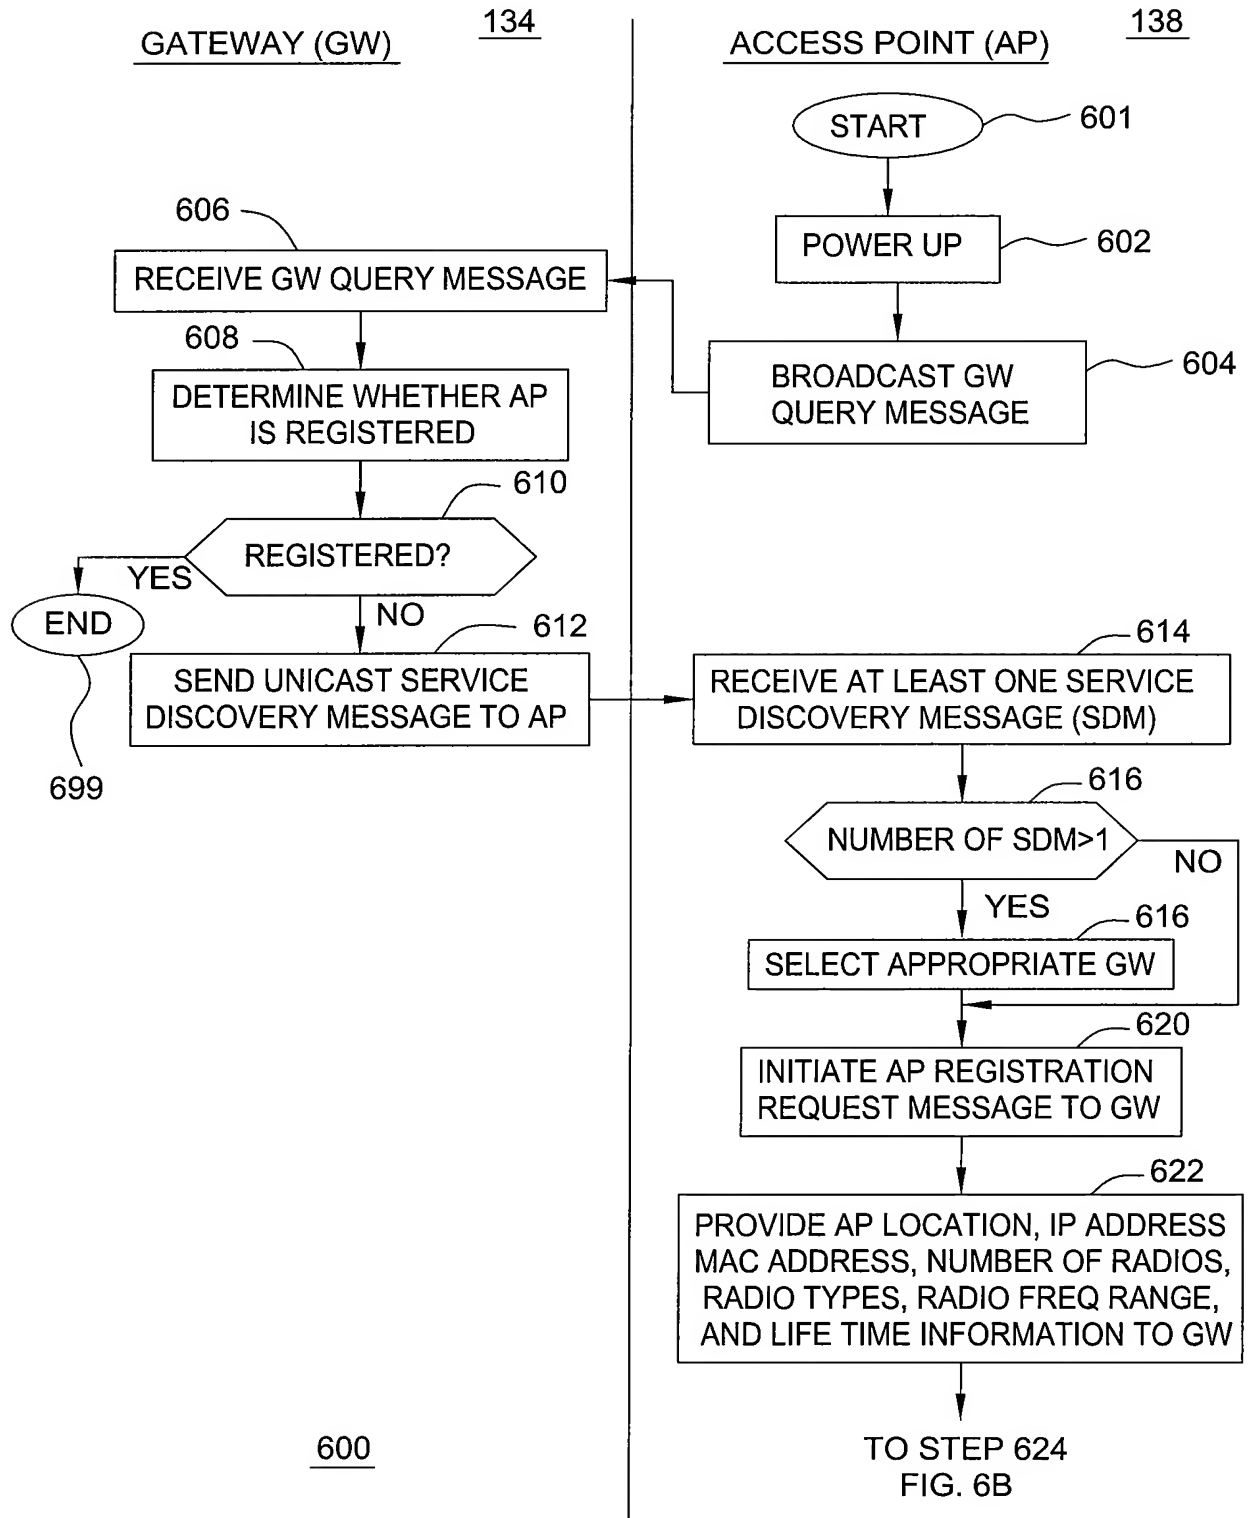 134
GATEWAY (GW)
138
ACCESS POINT (AP)
START
601
POWER UP
602
BROADCAST GW
QUERY MESSAGE
604
606
RECEIVE GW QUERY MESSAGE
608
DETERMINE WHETHER AP
IS REGISTERED
610
REGISTERED?
YES
NO
END
699
612
SEND UNICAST SERVICE
DISCOVERY MESSAGE TO AP
614
RECEIVE AT LEAST ONE SERVICE
DISCOVERY MESSAGE (SDM)
616
NUMBER OF SDM>1
NO
YES
616
SELECT APPROPRIATE GW
620
INITIATE AP REGISTRATION
REQUEST MESSAGE TO GW
622
PROVIDE AP LOCATION, IP ADDRESS
MAC ADDRESS, NUMBER OF RADIOS,
RADIO TYPES, RADIO FREQ RANGE,
AND LIFE TIME INFORMATION TO GW
TO STEP 624
FIG. 6B
600